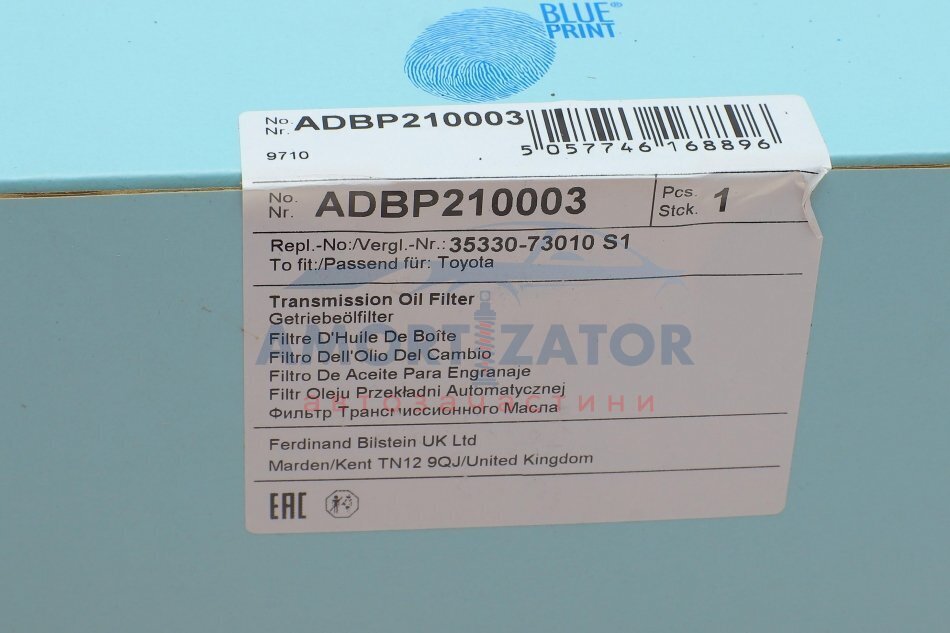 BLUE
PRINT
No.
Nr. ADBP210003
5 057746 168896
9710
No.
Nr. ADBP210003
Pcs.
Stck. 1
Repl.-No:/Vergl.-Nr.: 35330-73010 S1
To fit:/Passend für: Toyota
Transmission Oil Filter
Getriebeölfilter
Filtre D'Huile De Boîte
Filtro Dell'Olio Del Cambio
Filtro De Aceite Para Engranaje
Filtr Oleju Przekładni Automatycznej
Фильтр Трансмиссионного Масла
AMORTIZATOR
автозапчастини
Ferdinand Bilstein UK Ltd
Marden/Kent TN12 9QJ/United Kingdom
EAC